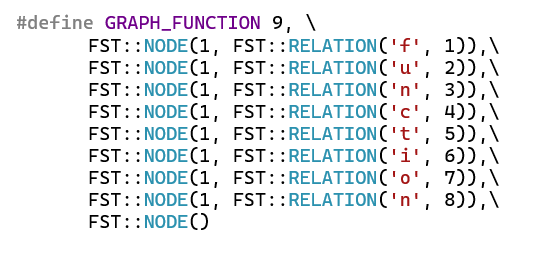 #define GRAPH_FUNCTION 9, \
FST::NODE(1, FST::RELATION('f', 1)),\
FST::NODE(1, FST::RELATION('u', 2)),\
FST::NODE(1, FST::RELATION('n', 3)),\
FST::NODE(1, FST::RELATION('c', 4)),\
FST::NODE(1, FST::RELATION('t', 5)),\
FST::NODE(1, FST::RELATION('i', 6)),\
FST::NODE(1, FST::RELATION('o', 7)),\
FST::NODE(1, FST::RELATION('n', 8)),\
FST::NODE()